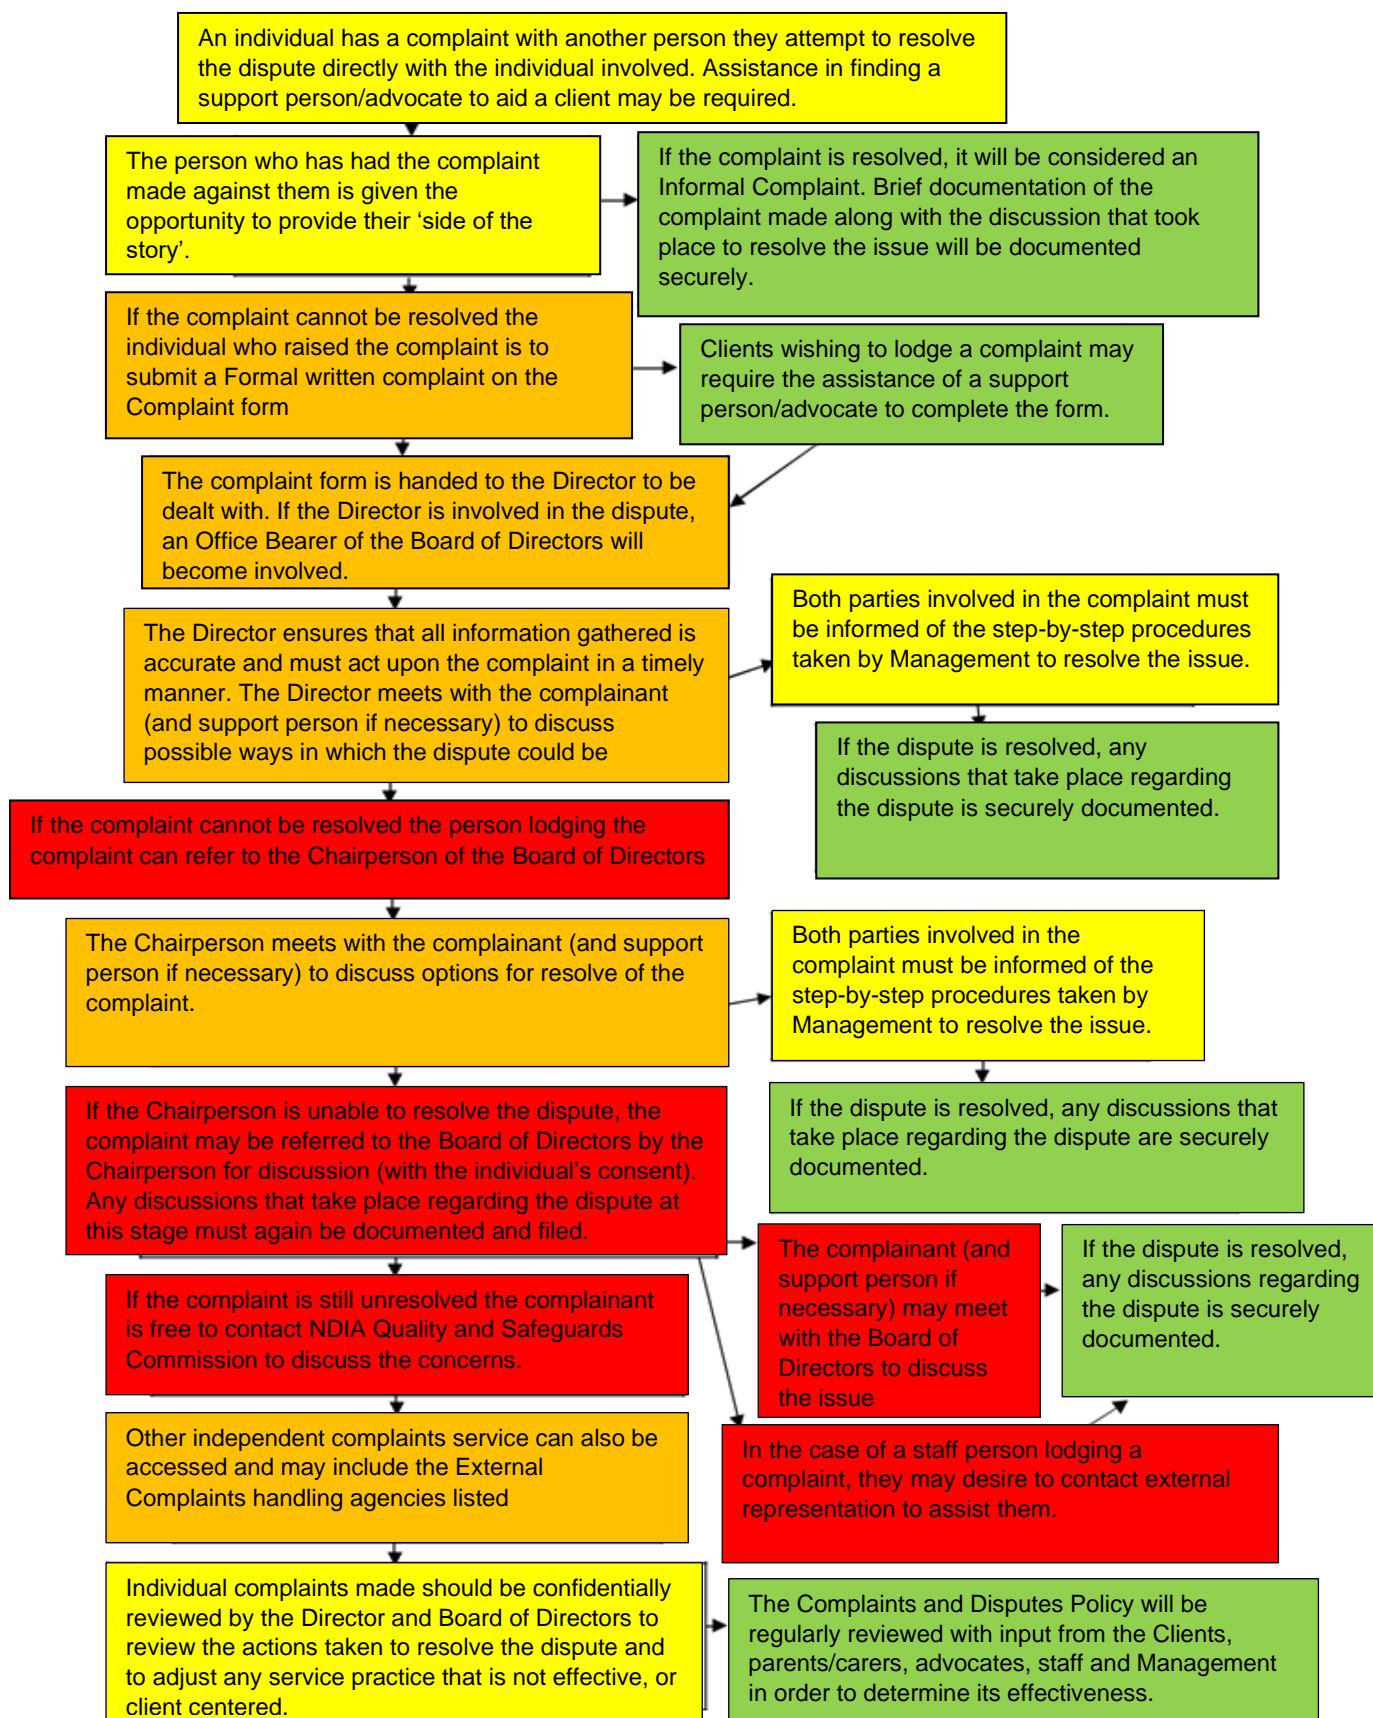 An individual has a complaint with another person they attempt to resolve
the dispute directly with the individual involved. Assistance in finding a
support person/advocate to aid a client may be required.
The person who has had the complaint
made against them is given the
opportunity to provide their ‘side of the
story’.
If the complaint is resolved, it will be considered an
Informal Complaint. Brief documentation of the
complaint made along with the discussion that took
place to resolve the issue will be documented
securely.
If the complaint cannot be resolved the
individual who raised the complaint is to
submit a Formal written complaint on the
Complaint form
Clients wishing to lodge a complaint may
require the assistance of a support
person/advocate to complete the form.
The complaint form is handed to the Director to be
dealt with. If the Director is involved in the dispute,
an Office Bearer of the Board of Directors will
become involved.
The Director ensures that all information gathered is
accurate and must act upon the complaint in a timely
manner. The Director meets with the complainant
(and support person if necessary) to discuss
possible ways in which the dispute could be
Both parties involved in the complaint must
be informed of the step-by-step procedures
taken by Management to resolve the issue.
If the dispute is resolved, any
discussions that take place regarding
the dispute is securely documented.
If the complaint cannot be resolved the person lodging the
complaint can refer to the Chairperson of the Board of Directors
The Chairperson meets with the complainant (and support
person if necessary) to discuss options for resolve of the
complaint.
Both parties involved in the
complaint must be informed of the
step-by-step procedures taken by
Management to resolve the issue.
If the dispute is resolved, any discussions that
take place regarding the dispute are securely
documented.
If the Chairperson is unable to resolve the dispute, the
complaint may be referred to the Board of Directors by the
Chairperson for discussion (with the individual’s consent).
Any discussions that take place regarding the dispute at
this stage must again be documented and filed.
The complainant (and
support person if
necessary) may meet
with the Board of
Directors to discuss
the issue
If the dispute is resolved,
any discussions regarding
the dispute is securely
documented.
If the complaint is still unresolved the complainant
is free to contact NDIA Quality and Safeguards
Commission to discuss the concerns.
Other independent complaints service can also be
accessed and may include the External
Complaints handling agencies listed
In the case of a staff person lodging a
complaint, they may desire to contact external
representation to assist them.
Individual complaints made should be confidentially
reviewed by the Director and Board of Directors to
review the actions taken to resolve the dispute and
to adjust any service practice that is not effective, or
client centered.
The Complaints and Disputes Policy will be
regularly reviewed with input from the Clients,
parents/carers, advocates, staff and Management
in order to determine its effectiveness.